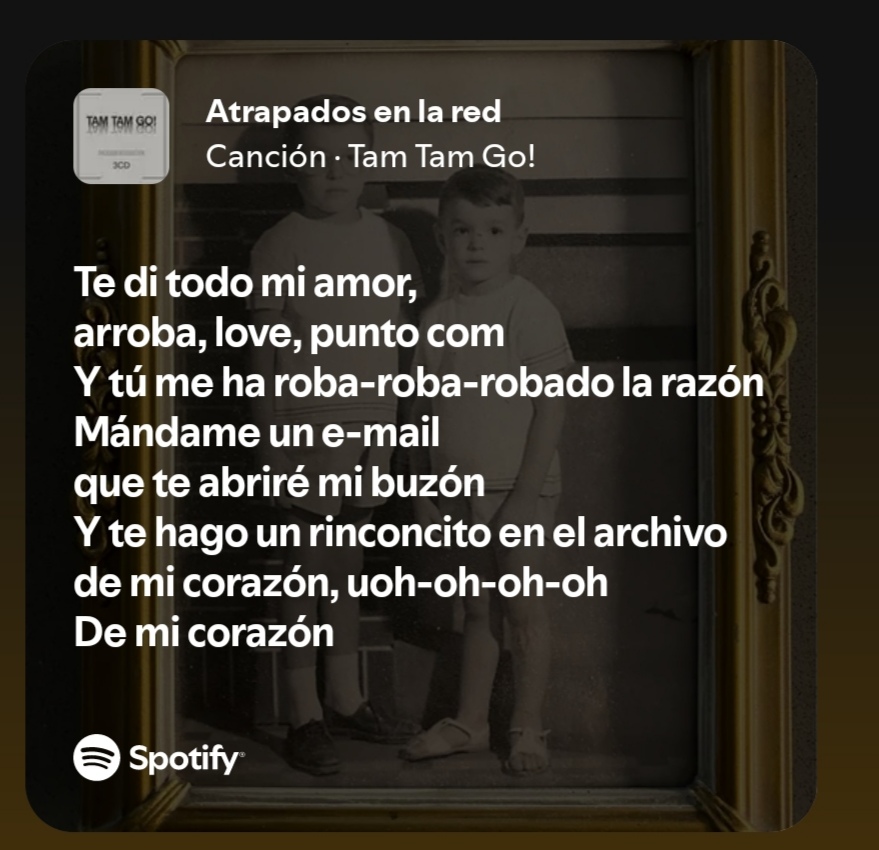 TAM TAM GO!
3CD
Atrapados en la red
Canción · Tam Tam Go!
Te di todo mi amor,
arroba, love, punto com
Y tú me ha roba-roba-robado la razón
Mándame un e-mail
que te abriré mi buzón
Y te hago un rinconcito en el archivo
de mi corazón, uoh-oh-oh-oh
De mi corazón
Spotify®